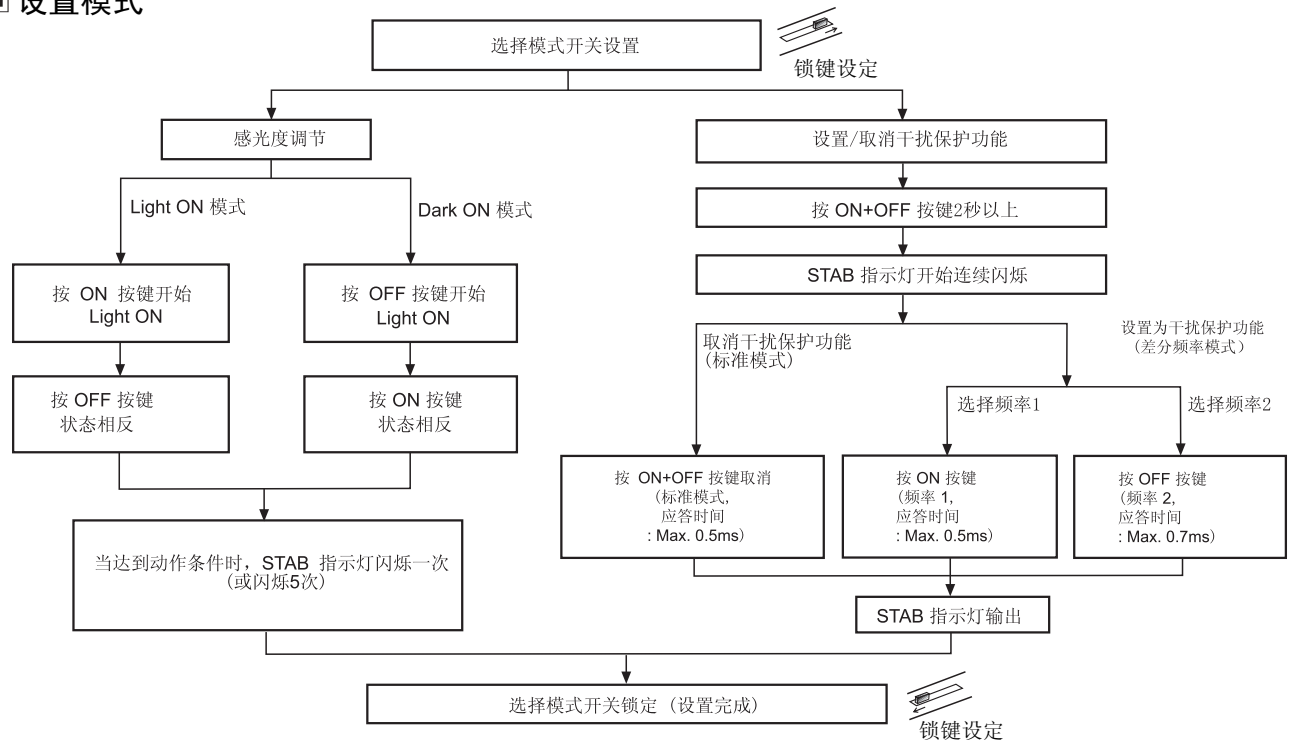 设置模式
选择模式开关设置
锁键设定
感光度调节
设置/取消干扰保护功能
Light ON 模式
Dark ON 模式
按 ON+OFF 按键2秒以上
按 ON 按键开始
Light ON
按 OFF 按键开始
Light ON
STAB 指示灯开始连续闪烁
取消干扰保护功能
(标准模式)
设置为干扰保护功能
(差分频率模式)
按 OFF 按键
状态相反
按 ON 按键
状态相反
选择频率1
选择频率2
按 ON+OFF 按键取消
(标准模式,
应答时间
: Max. 0.5ms)
按 ON 按键
(频率 1,
应答时间
: Max. 0.5ms)
按 OFF 按键
(频率 2,
应答时间
: Max. 0.7ms)
当达到动作条件时，STAB 指示灯闪烁一次
(或闪烁5次)
STAB 指示灯输出
选择模式开关锁定 (设置完成)
锁键设定